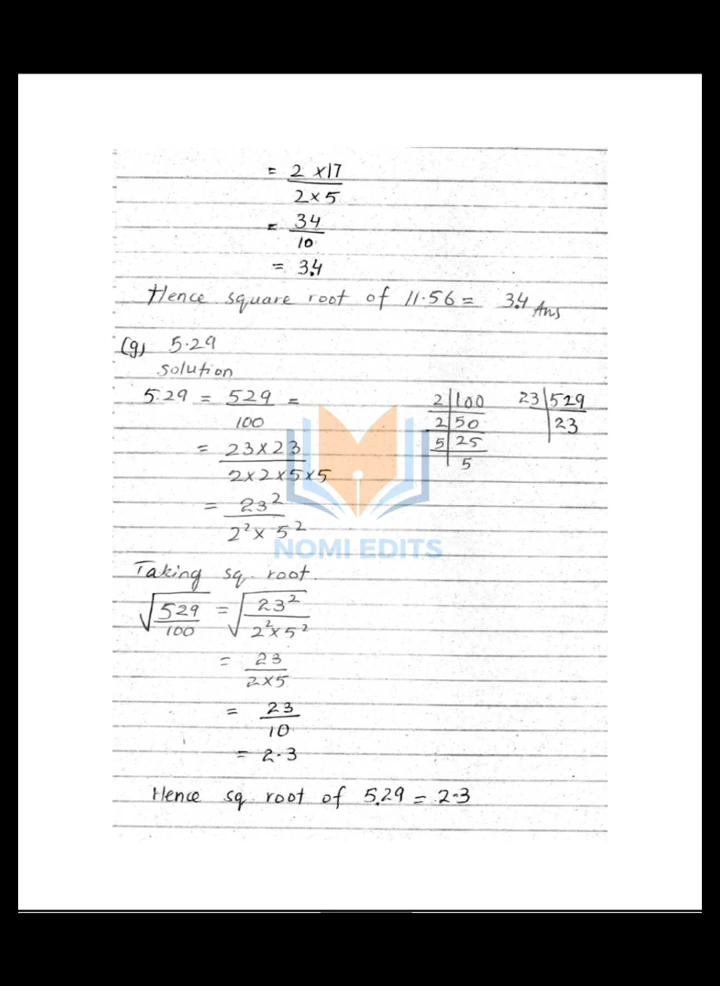 = 2 ×17
2×5
= 34
10
= 3.4
Hence square root of 11.56 = 3.4 Ans
(g) 5.29
solution
5.29 = 529 =
100
2 | 100
2 | 50
5 | 25
5
23 | 529
23
= 23×23
2×2×5×5
= 23²
2² × 5²
NOMI EDITS
Taking sq. root.
√529/100 = √23²/2²×5²
= 23
2×5
= 23
10
= 2.3
Hence sq. root of 5.29 = 2.3